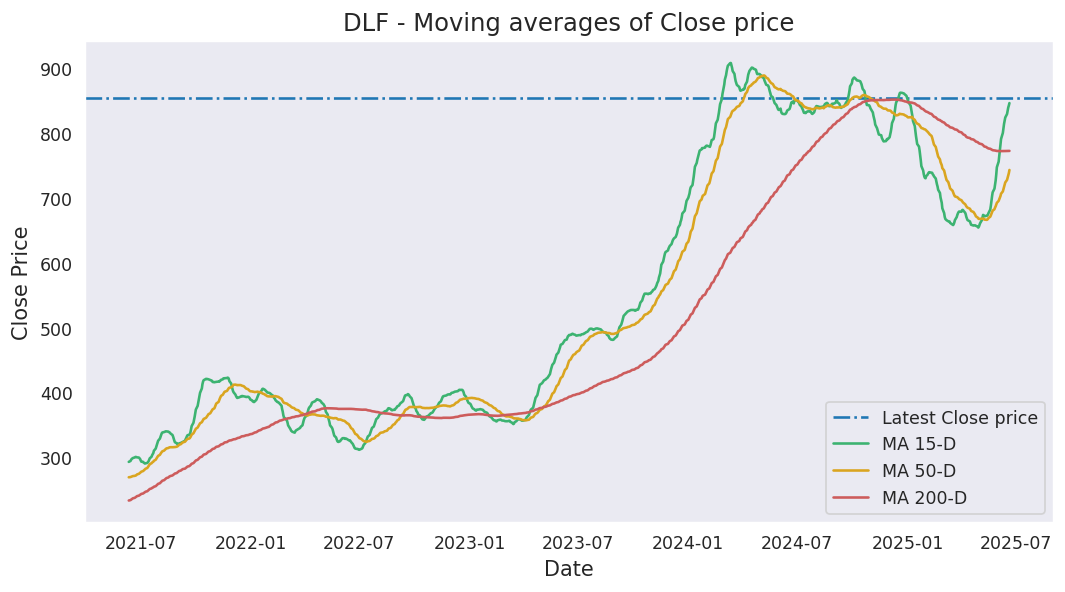 DLF - Moving averages of Close price
Close Price
900
800
700
600
500
400
300
2021-07
2022-01
2022-07
2023-01
2023-07
2024-01
2024-07
2025-01
2025-07
Date
Latest Close price
MA 15-D
MA 50-D
MA 200-D